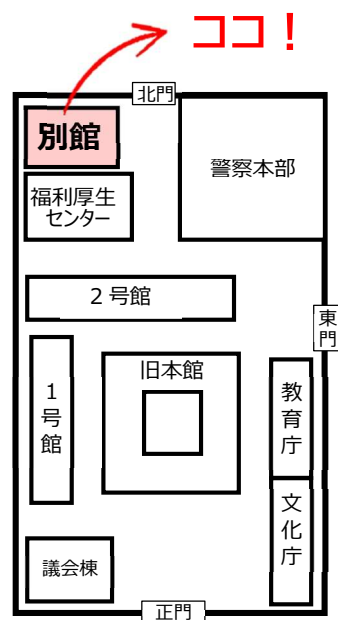 ココ！
北門
別館
警察本部
福利厚生
センター
２号館
東門
旧本館
1号館
教育庁
文化庁
議会棟
正門